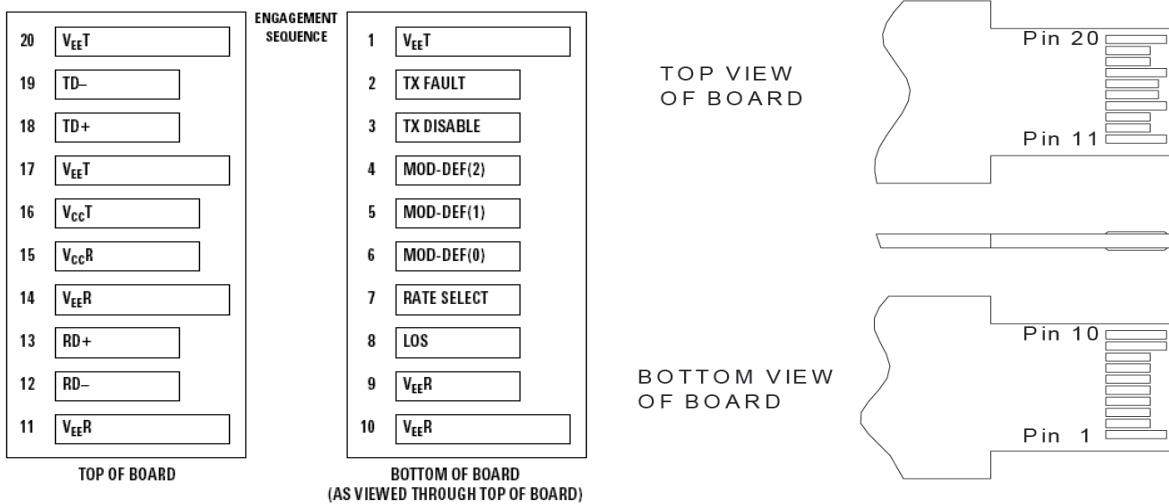 ENGAGEMENT
SEQUENCE
20 VEET
19 TD–
18 TD+
17 VEET
16 VCCT
15 VCCR
14 VEER
13 RD+
12 RD–
11 VEER
TOP OF BOARD
1 VEET
2 TX FAULT
3 TX DISABLE
4 MOD-DEF(2)
5 MOD-DEF(1)
6 MOD-DEF(0)
7 RATE SELECT
8 LOS
9 VEER
10 VEER
BOTTOM OF BOARD
(AS VIEWED THROUGH TOP OF BOARD)
TOP VIEW
OF BOARD
Pin 20
Pin 11
BOTTOM VIEW
OF BOARD
Pin 10
Pin 1